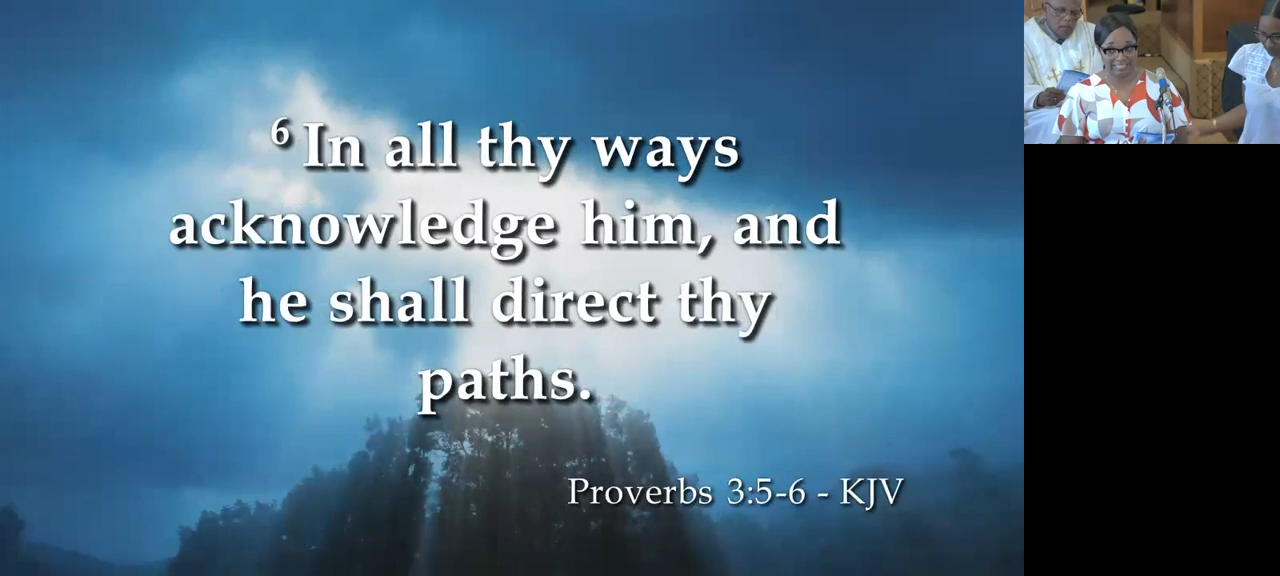 6 In all thy ways
acknowledge him, and
he shall direct thy
paths.
Proverbs 3:5-6 - KJV